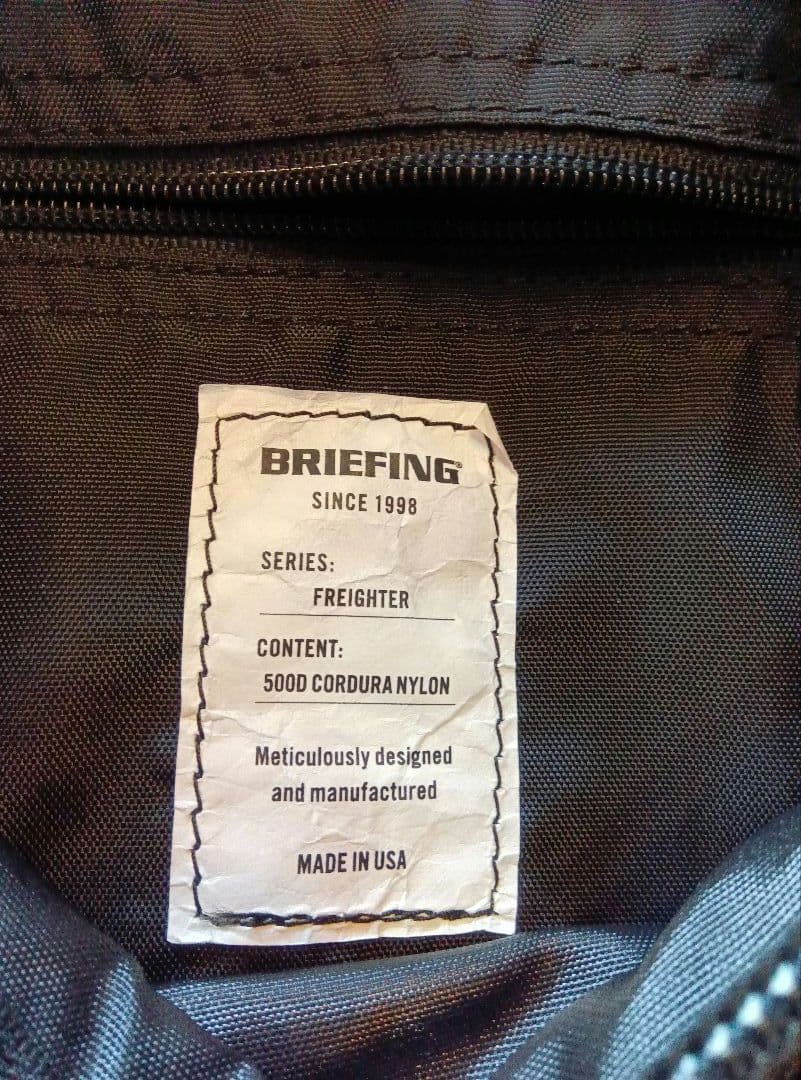 BRIEFING®
SINCE 1998
SERIES:
FREIGHTER
CONTENT:
500D CORDURA NYLON
Meticulously designed
and manufactured
MADE IN USA